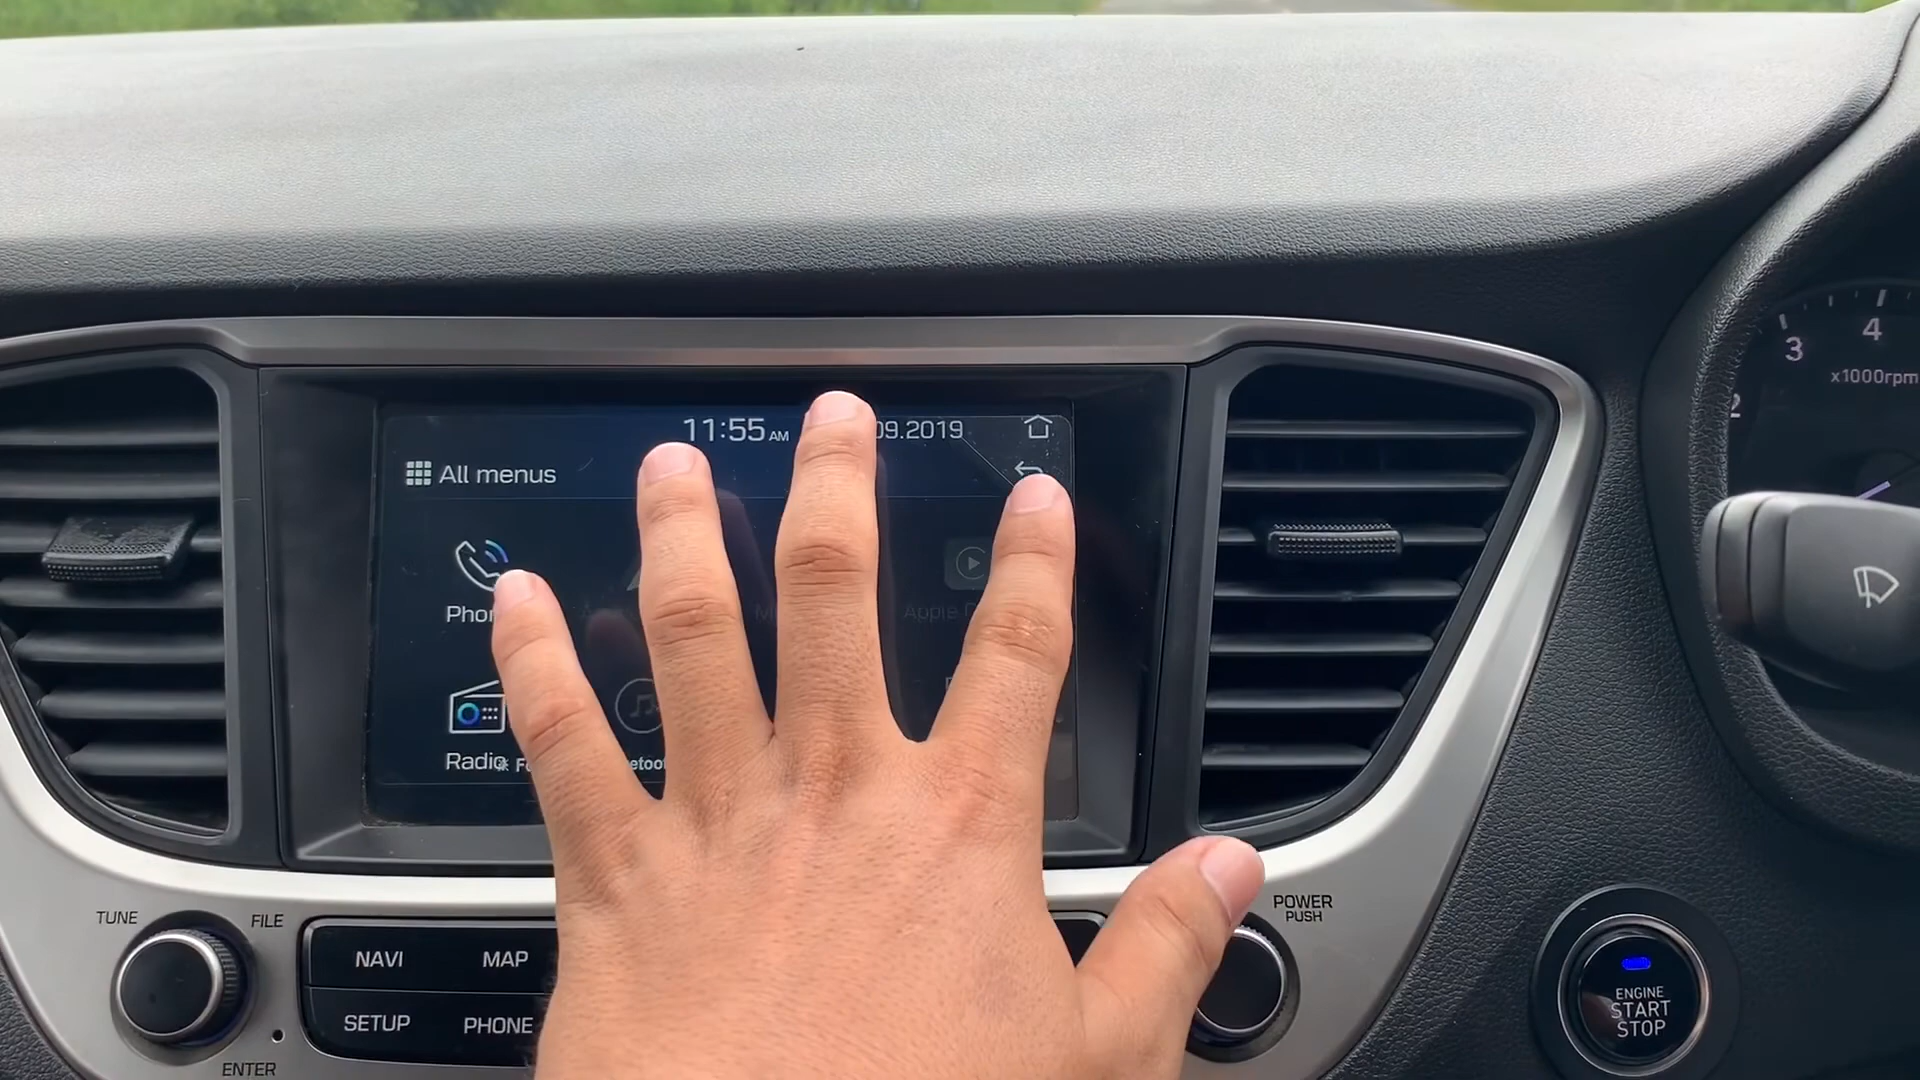 11:55 AM 09.2019
All menus
3
4
x1000rpm
2
Apple
Radio
TUNE
FILE
POWER
PUSH
NAVI
MAP
SETUP
PHONE
ENTER
ENGINE
START
STOP